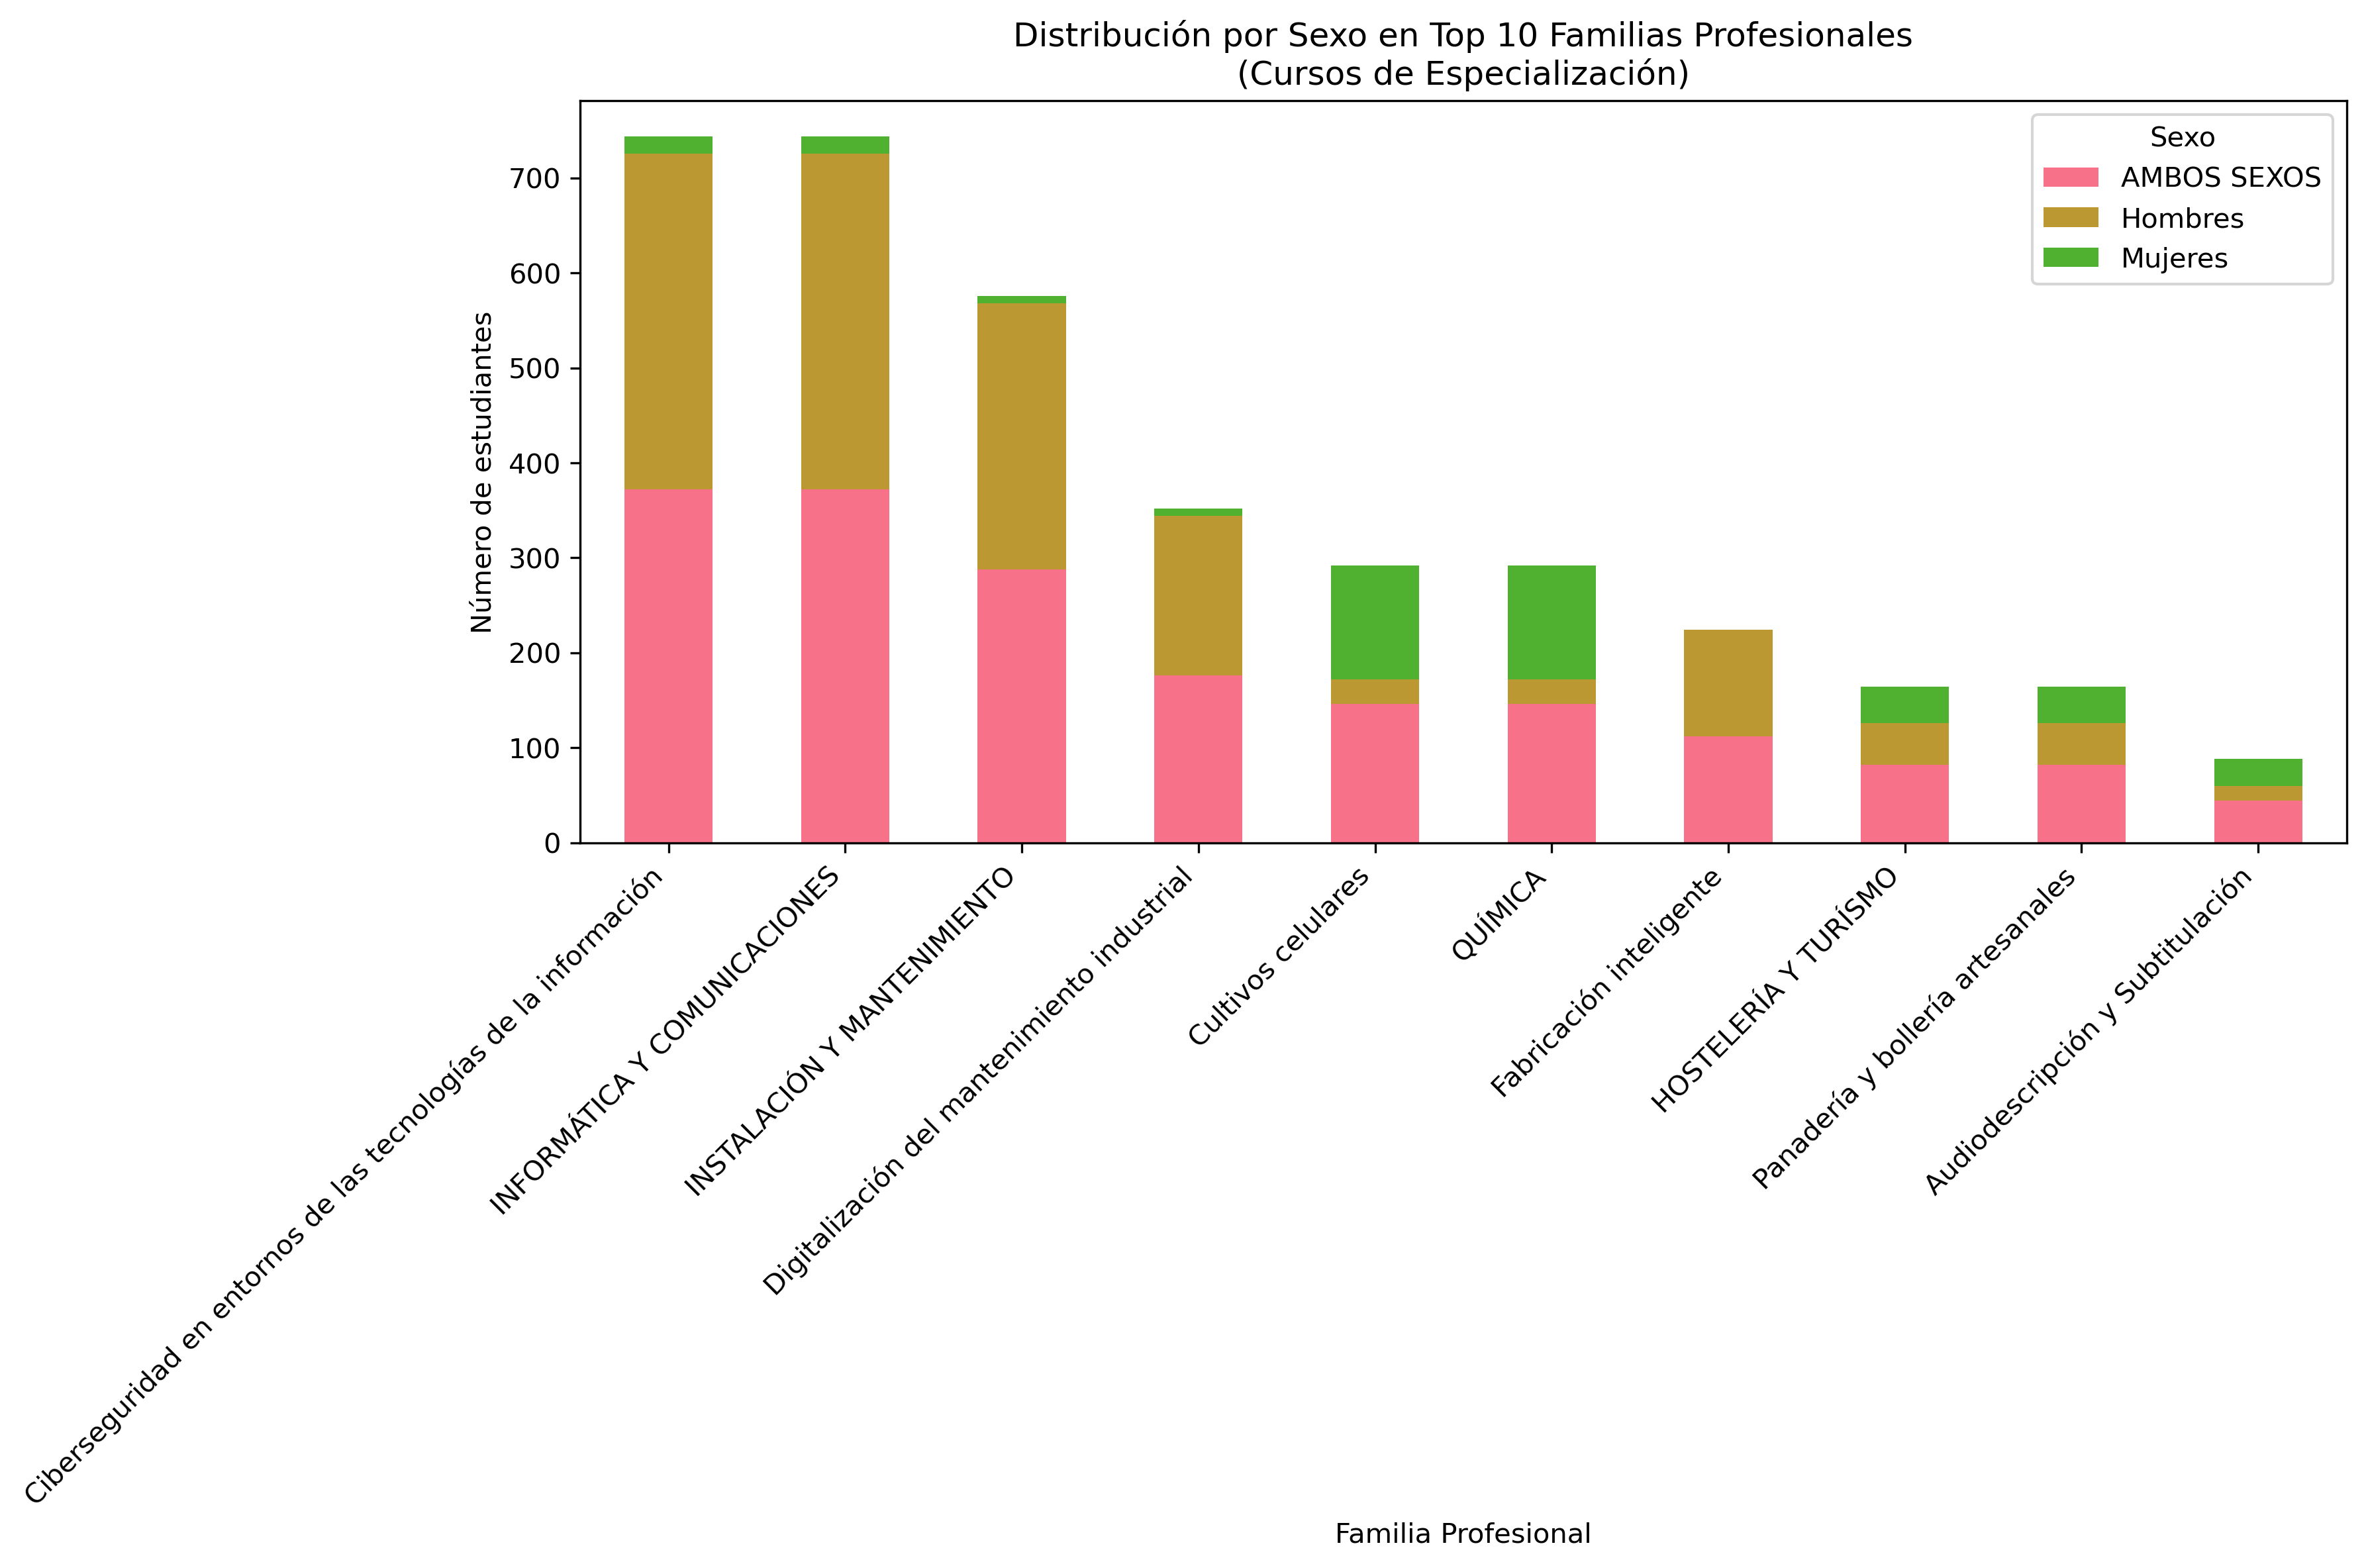 Distribución por Sexo en Top 10 Familias Profesionales
(Cursos de Especialización)
Sexo
AMBOS SEXOS
Hombres
Mujeres
Número de estudiantes
700
600
500
400
300
200
100
0
Ciberseguridad en entornos de las tecnologías de la información
INFORMÁTICA Y COMUNICACIONES
INSTALACIÓN Y MANTENIMIENTO
Digitalización del mantenimiento industrial
Cultivos celulares
QUÍMICA
Fabricación inteligente
HOSTELERÍA Y TURÍSMO
Panadería y bollería artesanales
Audiodescripción y Subtitulación
Familia Profesional